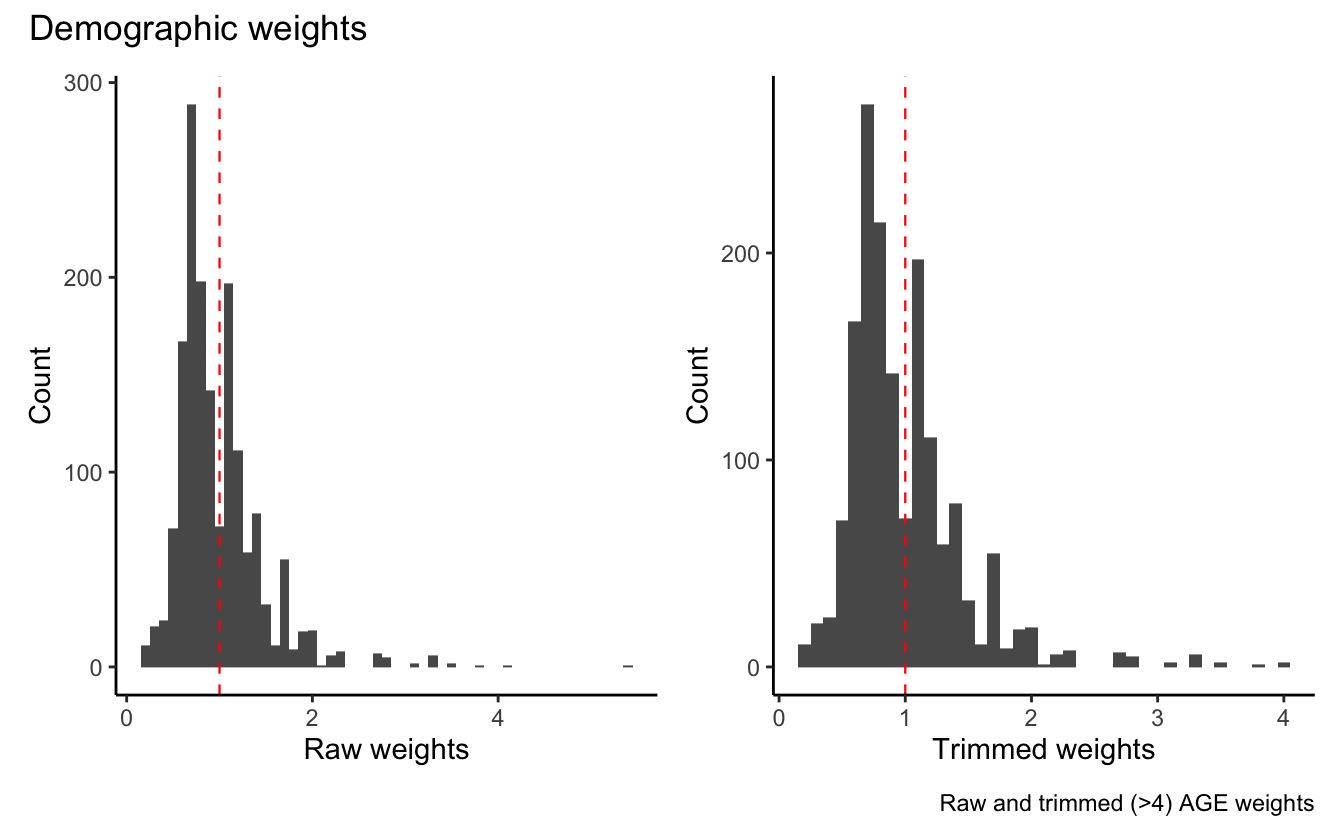 Demographic weights
300
200
100
0
Count
0 2 4
Raw weights
200
100
0
Count
0 1 2 3 4
Trimmed weights
Raw and trimmed (>4) AGE weights